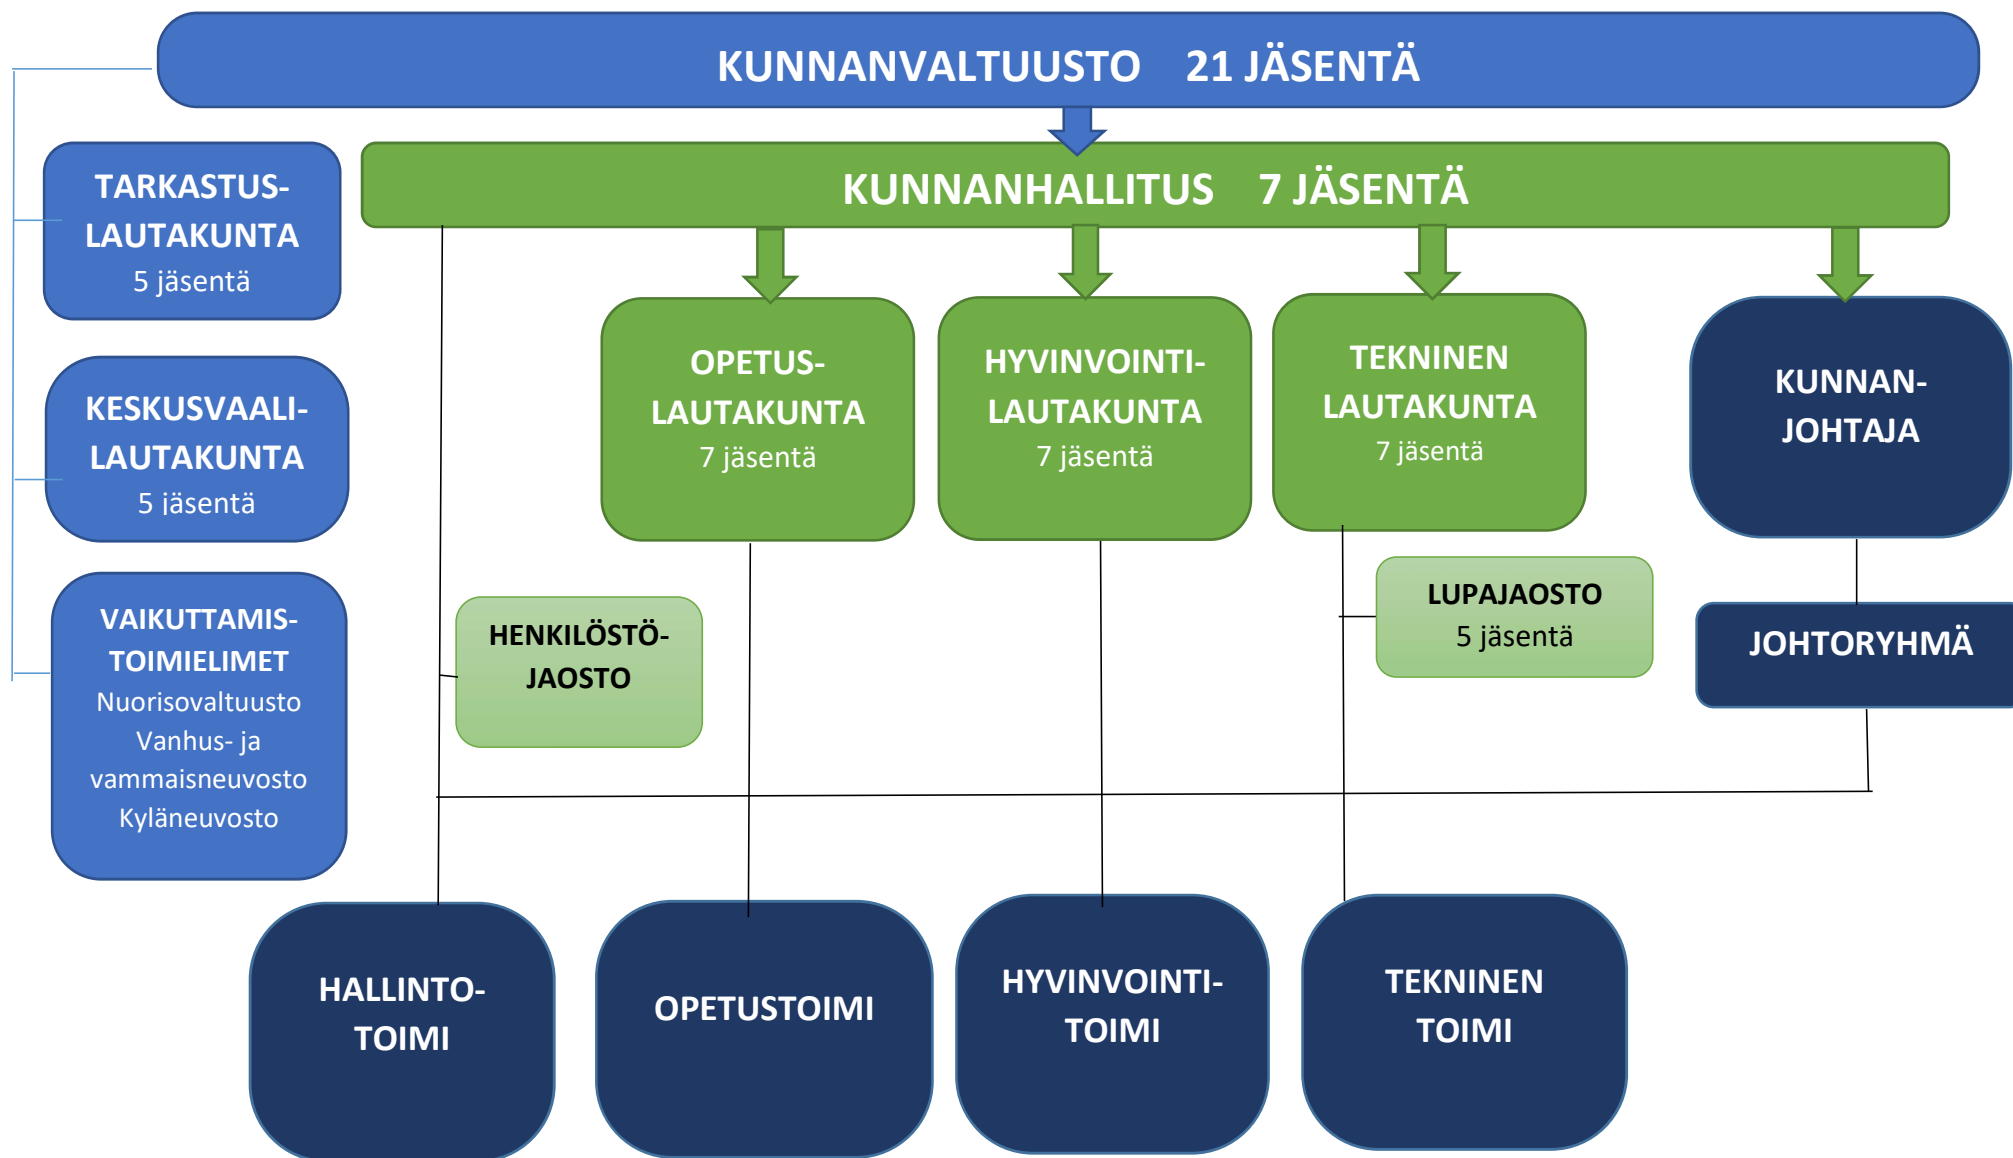 KUNNANVALTUUSTO 21 JÄSENTÄ
KUNNANHALLITUS 7 JÄSENTÄ
TARKASTUS-
LAUTAKUNTA
5 jäsentä
KESKUSVAALI-
LAUTAKUNTA
5 jäsentä
VAIKUTTAMIS-
TOIMIELIMET
Nuorisovaltuusto
Vanhus- ja
vammaisneuvosto
Kyläneuvosto
OPETUS-
LAUTAKUNTA
7 jäsentä
HYVINVOINTI-
LAUTAKUNTA
7 jäsentä
TEKNINEN
LAUTAKUNTA
7 jäsentä
KUNNAN-
JOHTAJA
HENKILÖSTÖ-
JAOSTO
LUPAJAOSTO
5 jäsentä
JOHTORYHMÄ
HALLINTO-
TOIMI
OPETUSTOIMI
HYVINVOINTI-
TOIMI
TEKNINEN
TOIMI